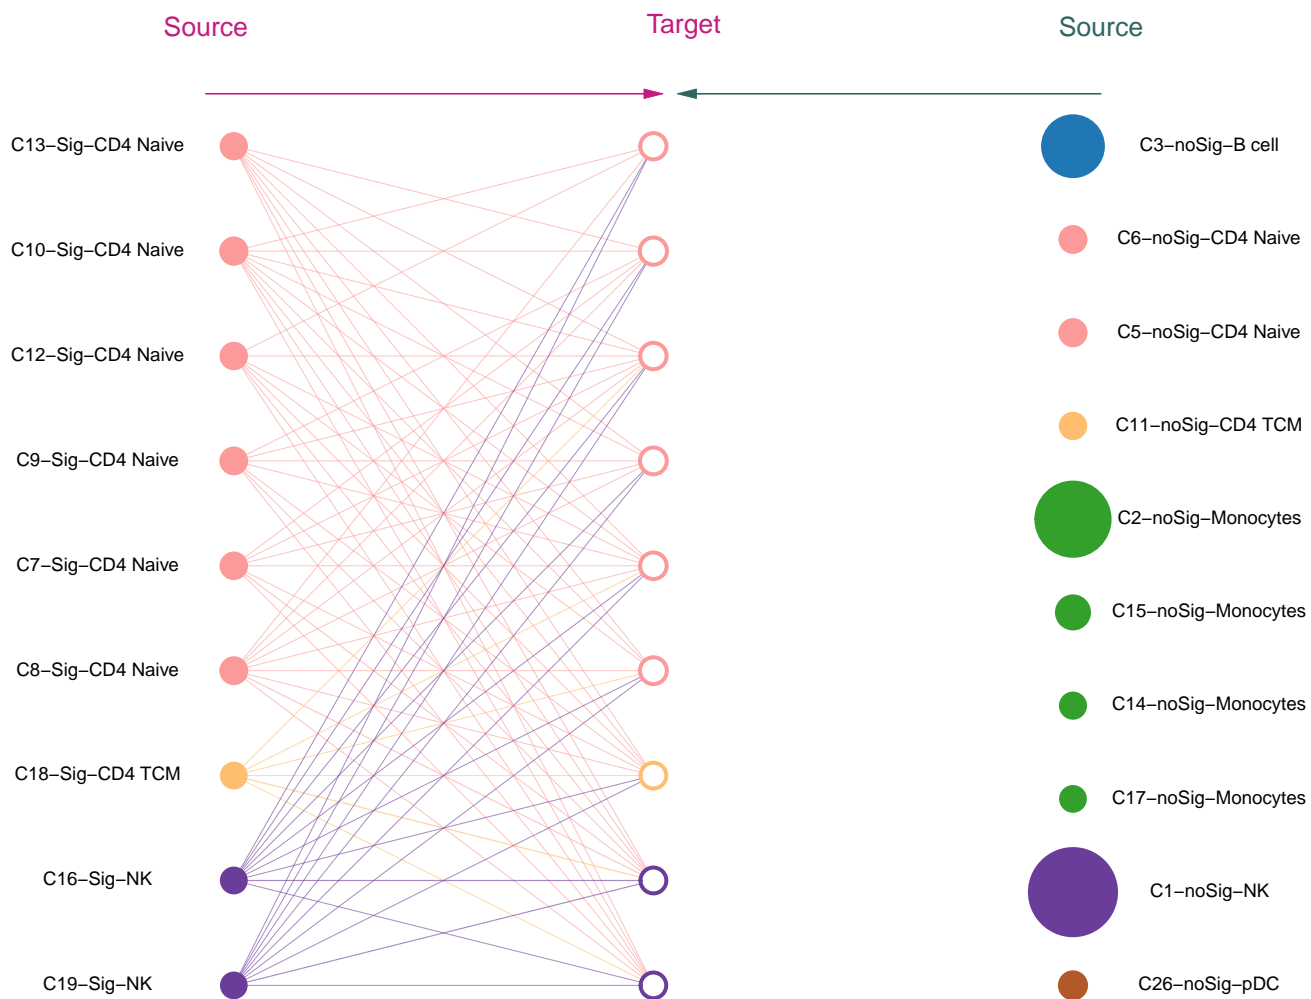 Source Target Source
C13−Sig−CD4 Naive
C10−Sig−CD4 Naive
C12−Sig−CD4 Naive
C9−Sig−CD4 Naive
C7−Sig−CD4 Naive
C8−Sig−CD4 Naive
C18−Sig−CD4 TCM
C16−Sig−NK
C19−Sig−NK
C3−noSig−B cell
C6−noSig−CD4 Naive
C5−noSig−CD4 Naive
C11−noSig−CD4 TCM
C2−noSig−Monocytes
C15−noSig−Monocytes
C14−noSig−Monocytes
C17−noSig−Monocytes
C1−noSig−NK
C26−noSig−pDC